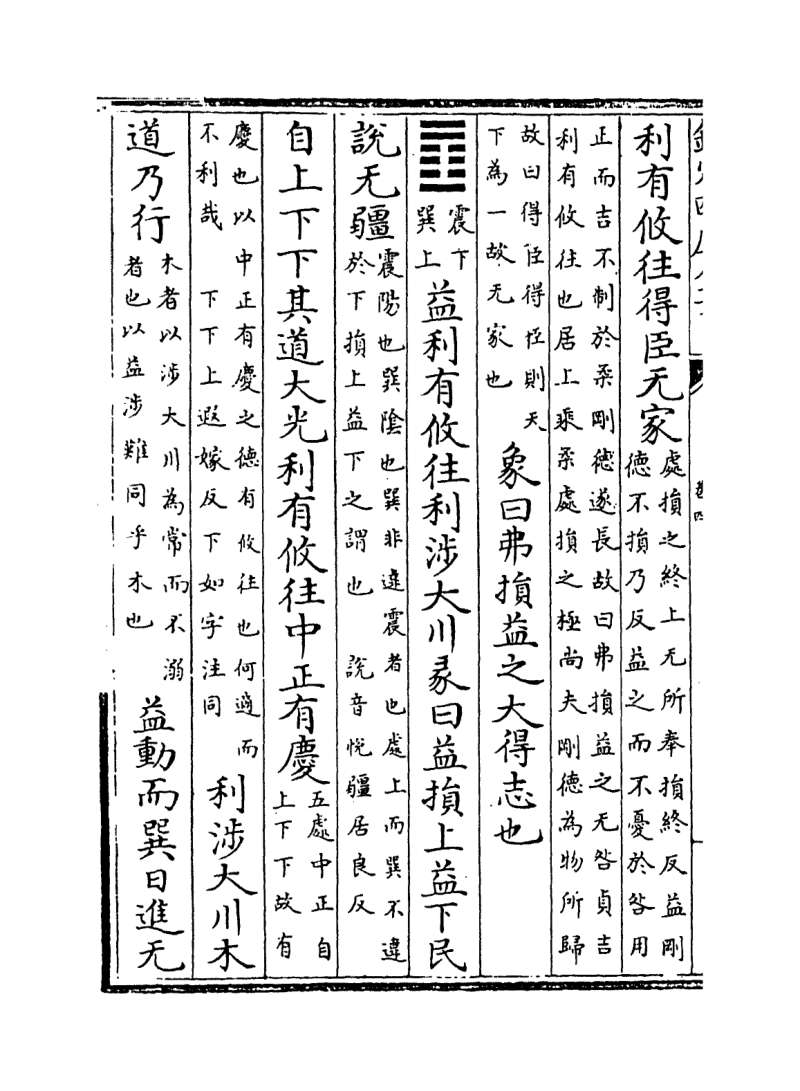 利有攸往得臣无家處損之終上无所奉損終反益剛
德不損乃反益之而不憂於咎用
正而吉不制於柔剛德遂長故曰弗損益之无咎貞吉
利有攸往也居上乘柔處損之極尚夫剛德為物所歸
故曰得臣得臣則天
下為一故无家也
象曰弗損益之大得志也
震下
巽上
益利有攸往利涉大川彖曰益損上益下民
說无疆震陽也巽陰也巽非違震者也處上而巽不違
於下損上益下之謂也 說音悅疆居良反
自上下下其道大光利有攸往中正有慶五處中正自
上下下故有
慶也以中正有慶之德有攸往也何適而
不利哉 下下上遐嫁反下如字注同
利涉大川木
道乃行木者以涉大川為常而不溺
者也以益涉難同乎木也
益動而巽日進无
卷四